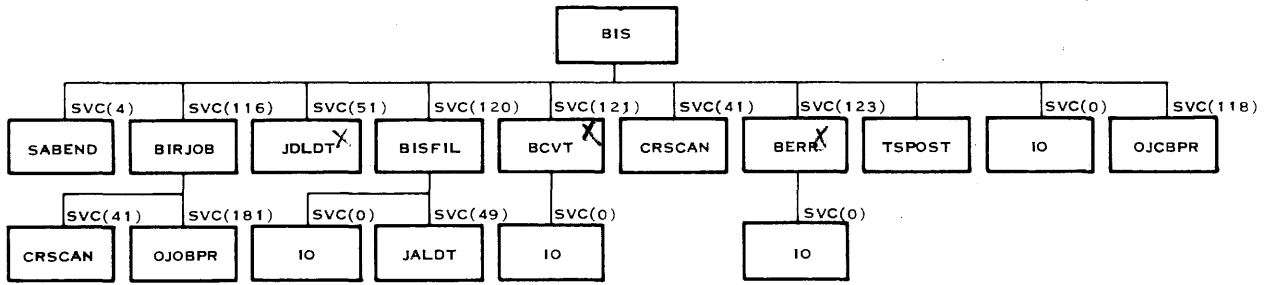 BIS
SVC(4) SVC(116) SVC(51) SVC(120) SVC(121) SVC(41) SVC(123) SVC(0) SVC(118)
SABEND BIRJOB JDLDT X BISFIL BCVT X CRSCAN BERR X TSPOST IO OJCBPR
SVC(41) SVC(181) SVC(0) SVC(49) SVC(0) SVC(0)
CRSCAN OJOBPR IO JALDT IO IO